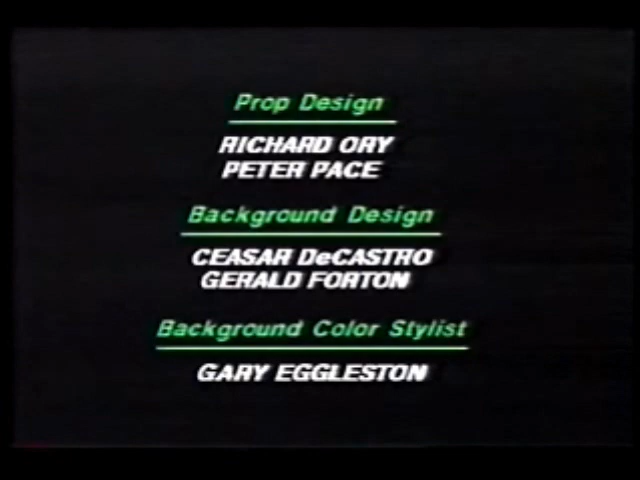 Prop Design
RICHARD ORY
PETER PACE
Background Design
CEASAR DeCASTRO
GERALD FORTON
Background Color Stylist
GARY EGGLESTON